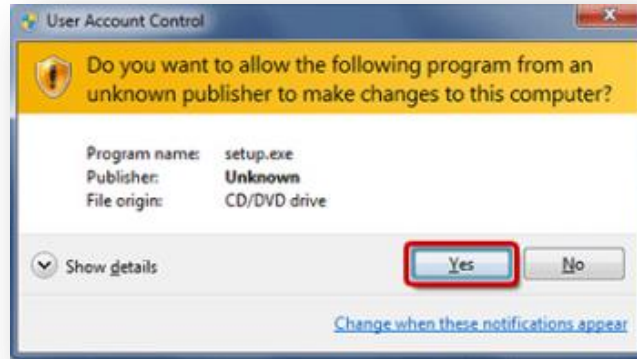 User Account Control
Do you want to allow the following program from an
unknown publisher to make changes to this computer?
Program name: setup.exe
Publisher: Unknown
File origin: CD/DVD drive
Show details
Yes
No
Change when these notifications appear